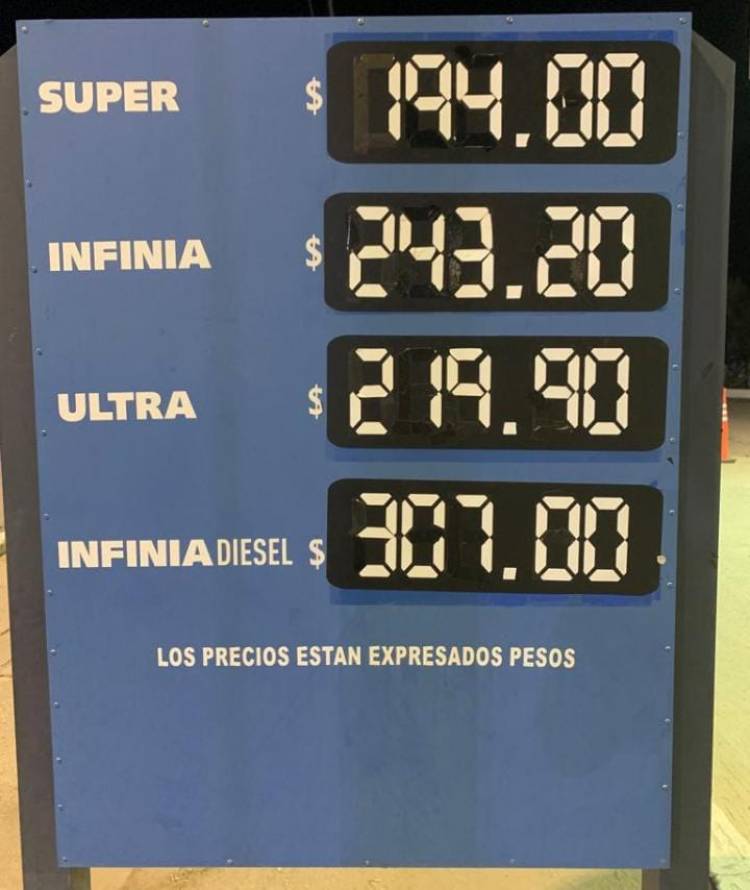 SUPER $ 194.00
INFINIA $ 243.20
ULTRA $ 219.90
INFINIA DIESEL $ 307.00
LOS PRECIOS ESTAN EXPRESADOS PESOS